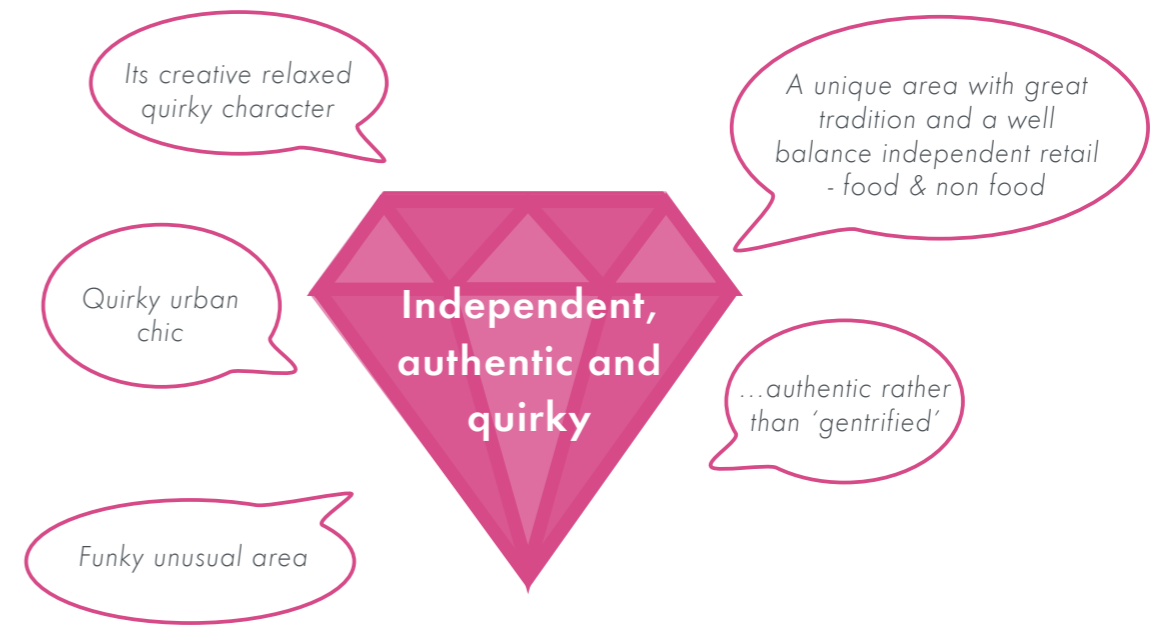 Its creative relaxed
quirky character
A unique area with great
tradition and a well
balance independent retail
- food & non food
Quirky urban
chic
Independent,
authentic and
quirky
...authentic rather
than ‘gentrified’
Funky unusual area